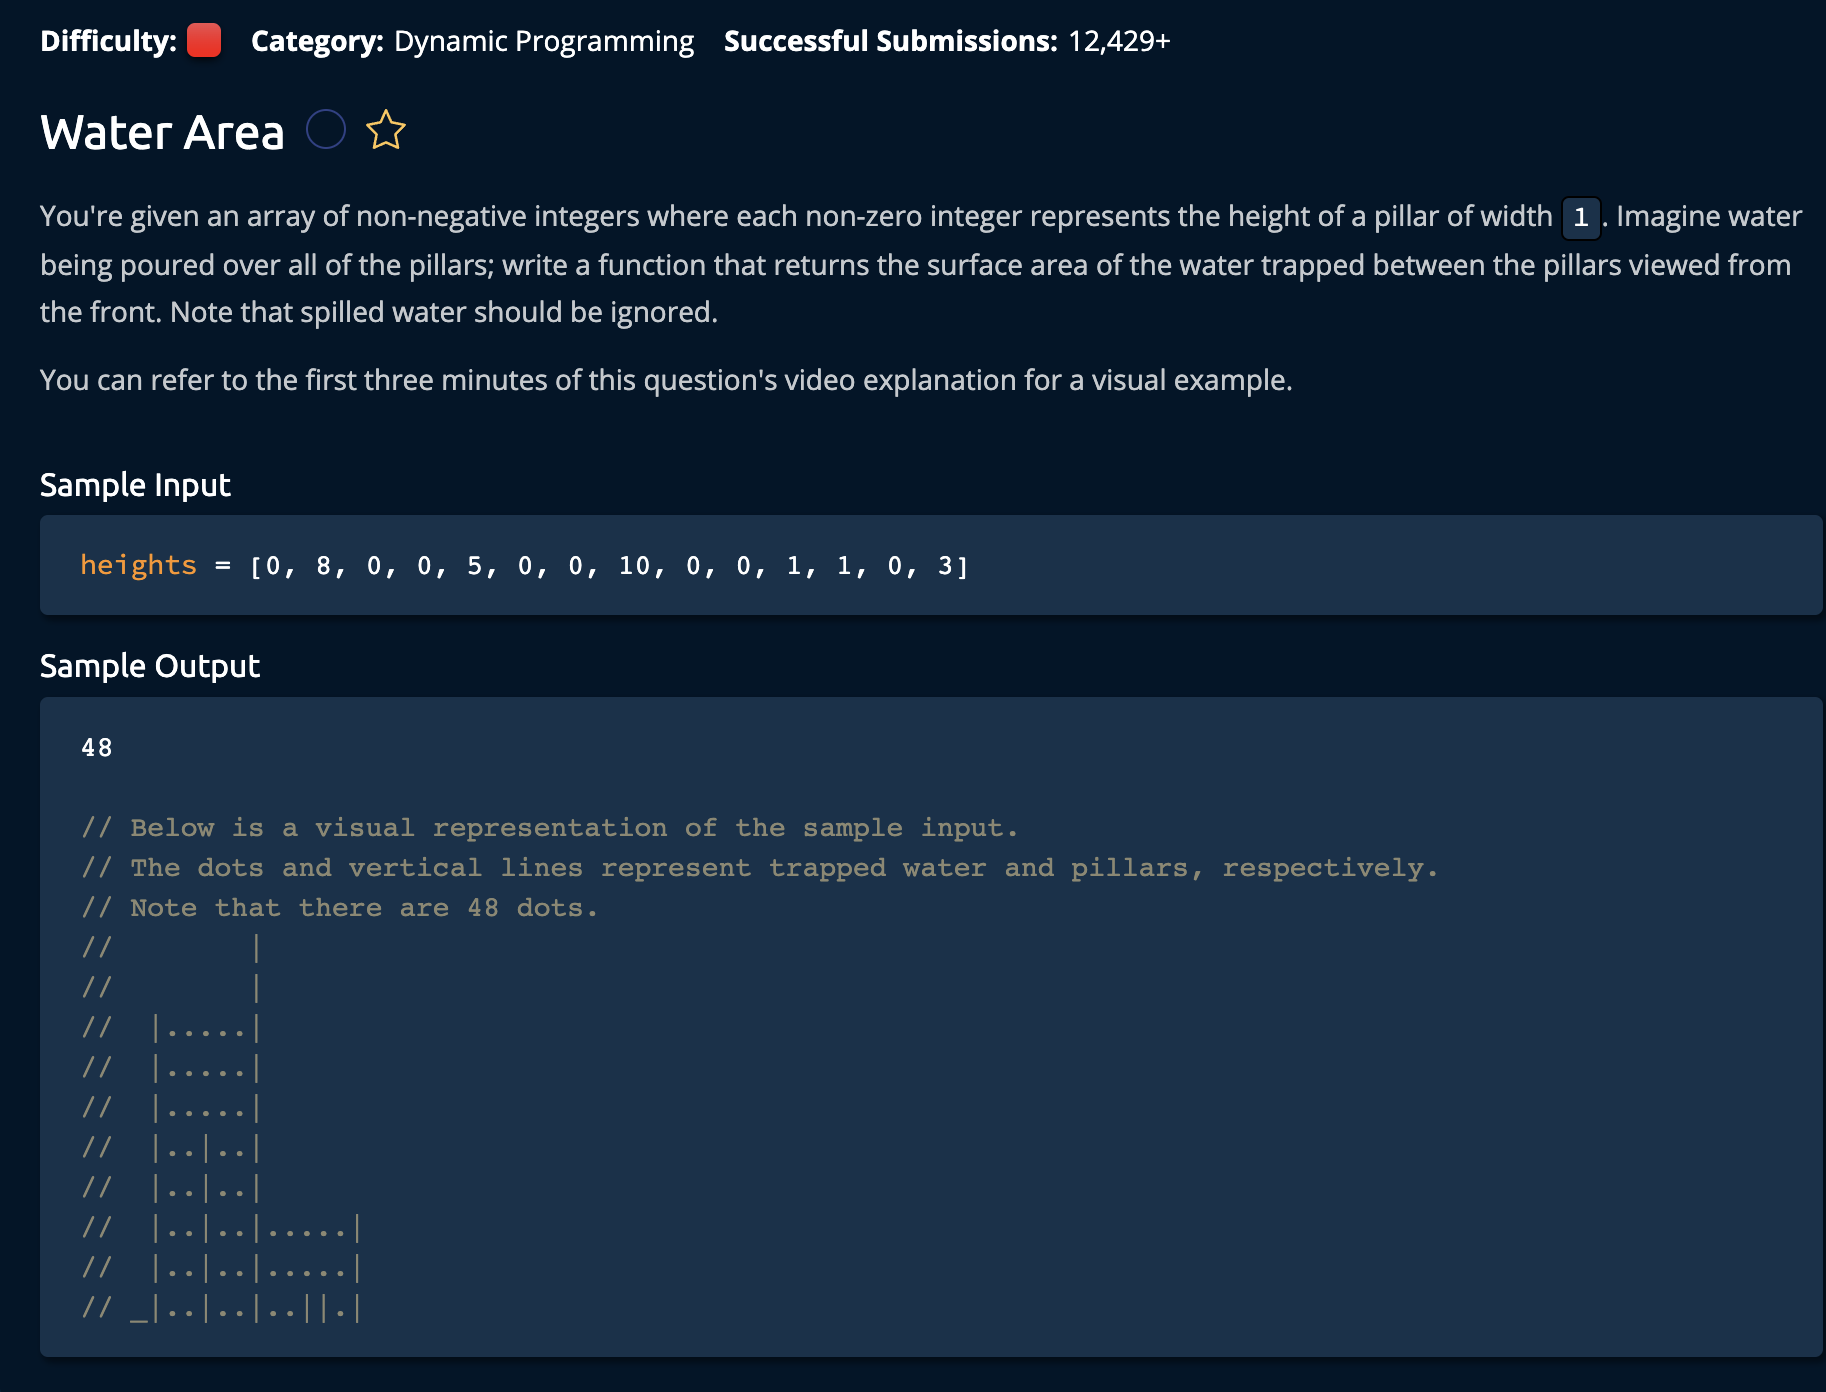 Difficulty: Category: Dynamic Programming Successful Submissions: 12,429+
Water Area
You're given an array of non-negative integers where each non-zero integer represents the height of a pillar of width 1. Imagine water
being poured over all of the pillars; write a function that returns the surface area of the water trapped between the pillars viewed from
the front. Note that spilled water should be ignored.
You can refer to the first three minutes of this question's video explanation for a visual example.
Sample Input
heights = [0, 8, 0, 0, 5, 0, 0, 10, 0, 0, 1, 1, 0, 3]
Sample Output
48
// Below is a visual representation of the sample input.
// The dots and vertical lines represent trapped water and pillars, respectively.
// Note that there are 48 dots.
//        |
//        |
//  |.....|
//  |.....|
//  |.....|
//  |..|..|
//  |..|..|
//  |..|..|.....|
//  |..|..|.....|
// _|..|..|..||.|